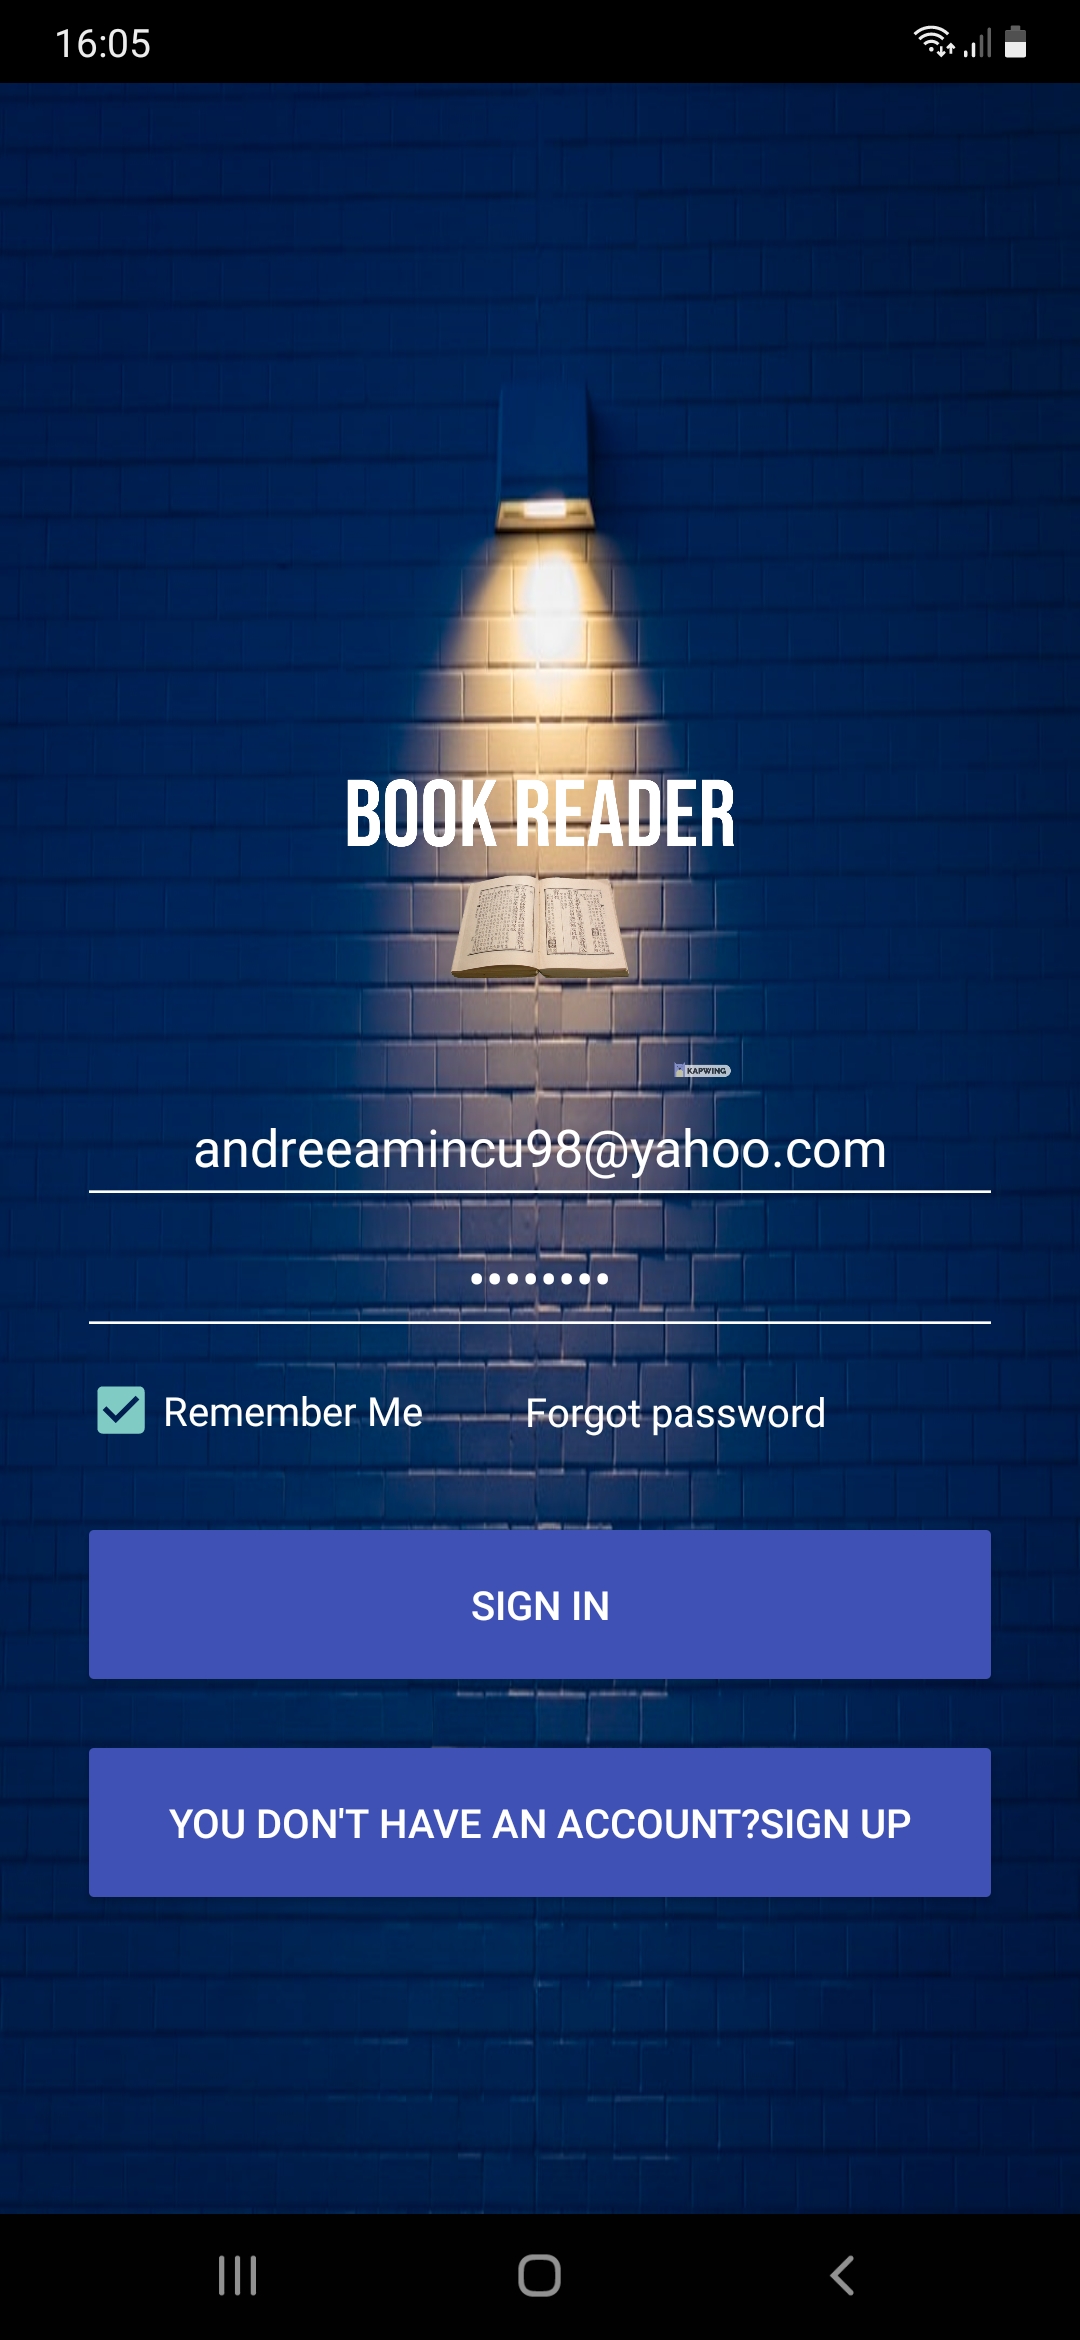 16:05
BOOK READER
KAPWING
andreeamincu98@yahoo.com
••••••••
Remember Me Forgot password
SIGN IN
YOU DON'T HAVE AN ACCOUNT?SIGN UP